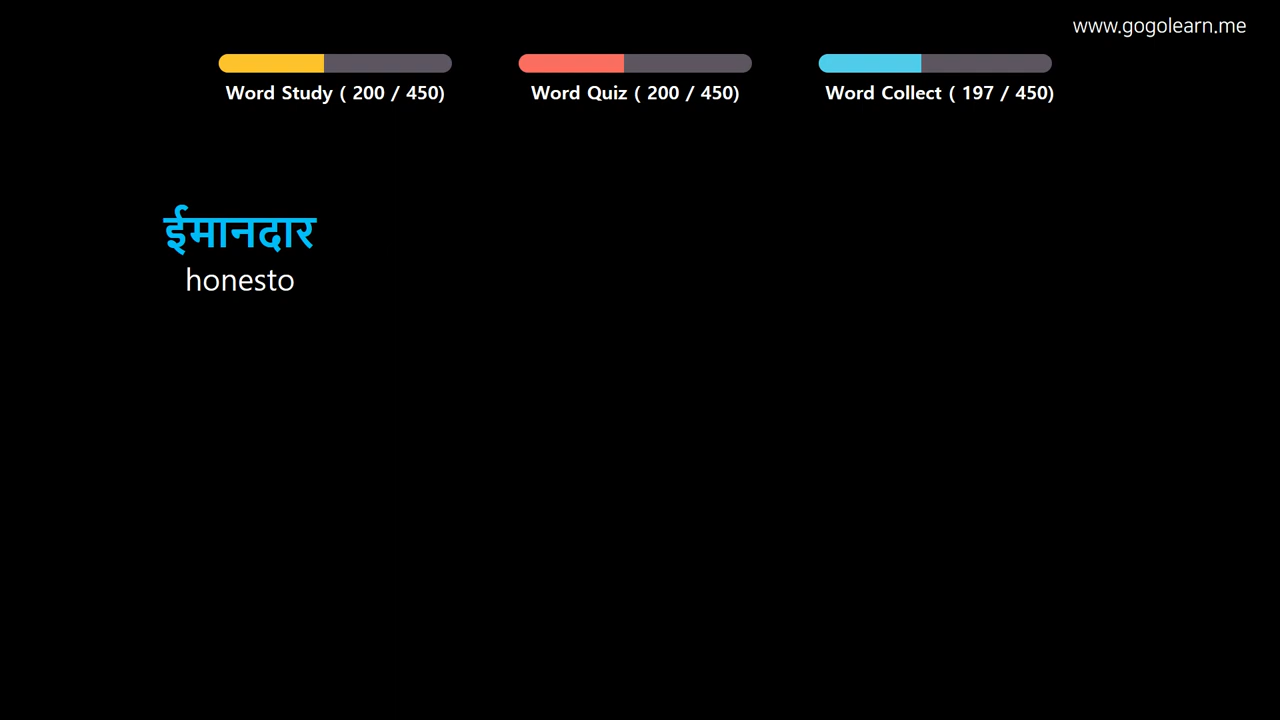 www.gogolearn.me
Word Study ( 200 / 450)
Word Quiz ( 200 / 450)
Word Collect ( 197 / 450)
ईमानदार
honesto